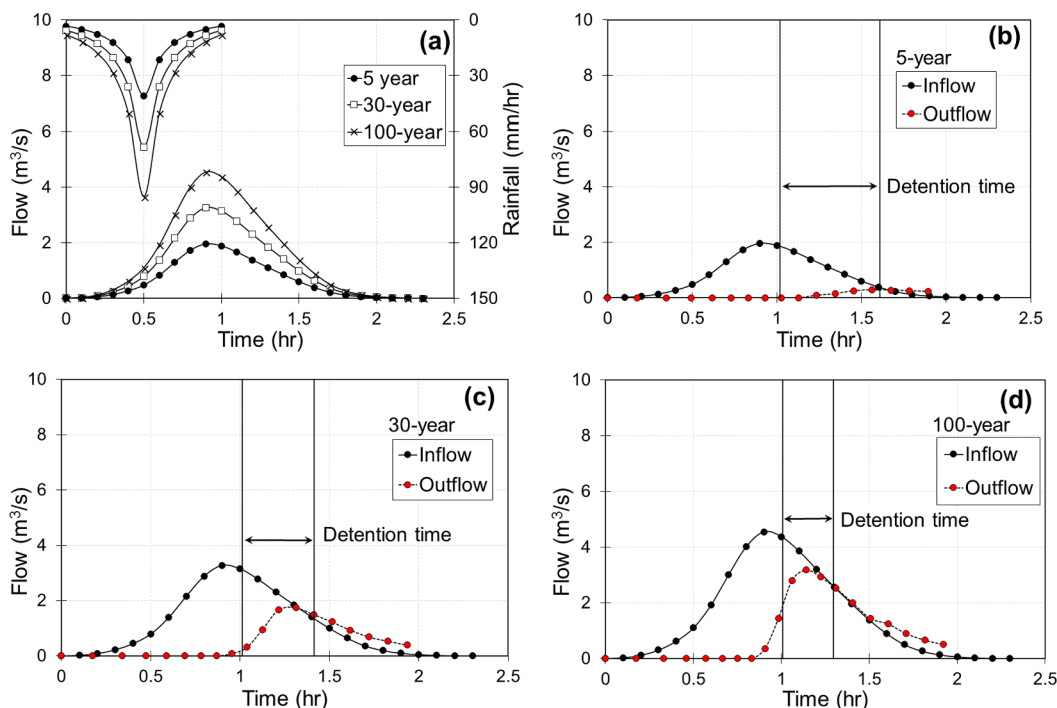 (a)
5 year
30-year
100-year
10
8
6
4
2
0
0
30
60
90
120
150
0
0.5
1
1.5
2
2.5
Flow (m³/s)
Rainfall (mm/hr)
Time (hr)
(b)
5-year
Inflow
Outflow
Detention time
10
8
6
4
2
0
0
0.5
1
1.5
2
2.5
Flow (m³/s)
Time (hr)
(c)
30-year
Inflow
Outflow
Detention time
10
8
6
4
2
0
0
0.5
1
1.5
2
2.5
Flow (m³/s)
Time (hr)
(d)
100-year
Inflow
Outflow
Detention time
10
8
6
4
2
0
0
0.5
1
1.5
2
2.5
Flow (m³/s)
Time (hr)